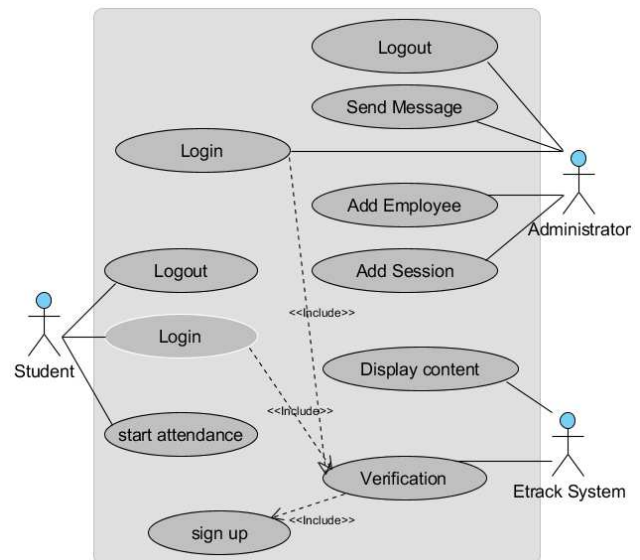 Logout
Send Message
Login
Add Employee
Administrator
Logout
Add Session
<<Include>>
Login
Student
Display content
<<Include>>
start attendance
Verification
Etrack System
<<Include>>
sign up